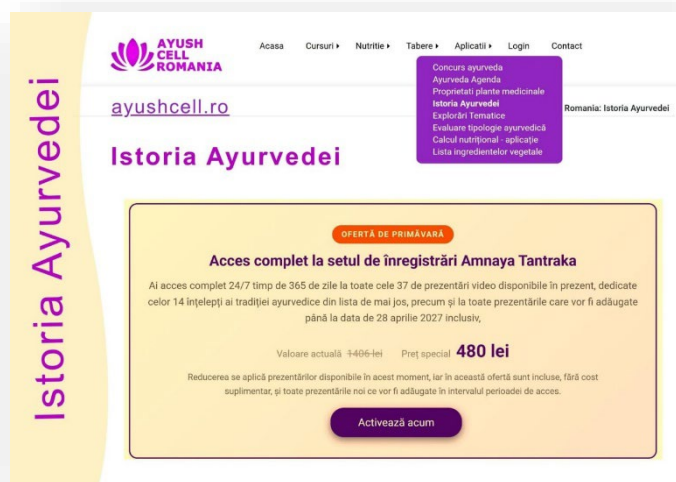 Istoria Ayurvedei
AYUSH
CELL
ROMANIA
Acasa Cursuri Nutritie Tabere Aplicatii Login Contact
Concurs ayurveda
Ayurveda Agenda
Proprietati plante medicinale
Istoria Ayurvedei
Explorări Tematice
Evaluare tipologie ayurvedică
Calcul nutrițional - aplicație
Lista ingredientelor vegetale
ayushcell.ro
Romania: Istoria Ayurvedei
Istoria Ayurvedei
OFERTĂ DE PRIMĂVARĂ
Acces complet la setul de înregistrări Amnaya Tantraka
Ai acces complet 24/7 timp de 365 de zile la toate cele 37 de prezentări video disponibile în prezent, dedicate
celor 14 înțelepți ai tradiției ayurvedice din lista de mai jos, precum și la toate prezentările care vor fi adăugate
până la data de 28 aprilie 2027 inclusiv,
Valoare actuală 1406 lei Preț special 480 lei
Reducerea se aplică prezentărilor disponibile în acest moment, iar în această ofertă sunt incluse, fără cost
suplimentar, și toate prezentările noi ce vor fi adăugate în intervalul perioadei de acces.
Activează acum